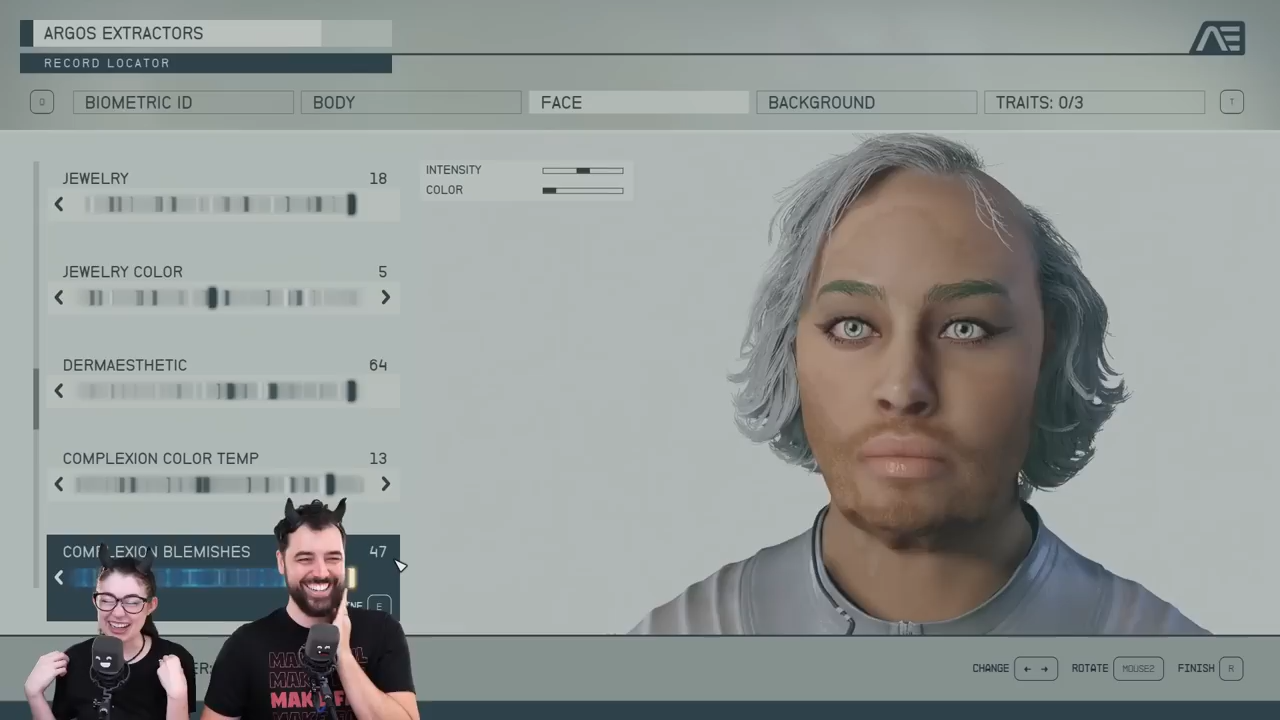 ARGOS EXTRACTORS
RECORD LOCATOR
Q BIOMETRIC ID BODY FACE BACKGROUND TRAITS: 0/3 T
JEWELRY 18
JEWELRY COLOR 5
DERMAESTHETIC 64
COMPLEXION COLOR TEMP 13
COMPLEXION BLEMISHES 47
E
INTENSITY
COLOR
CHANGE ROTATE MOUSE2 FINISH R